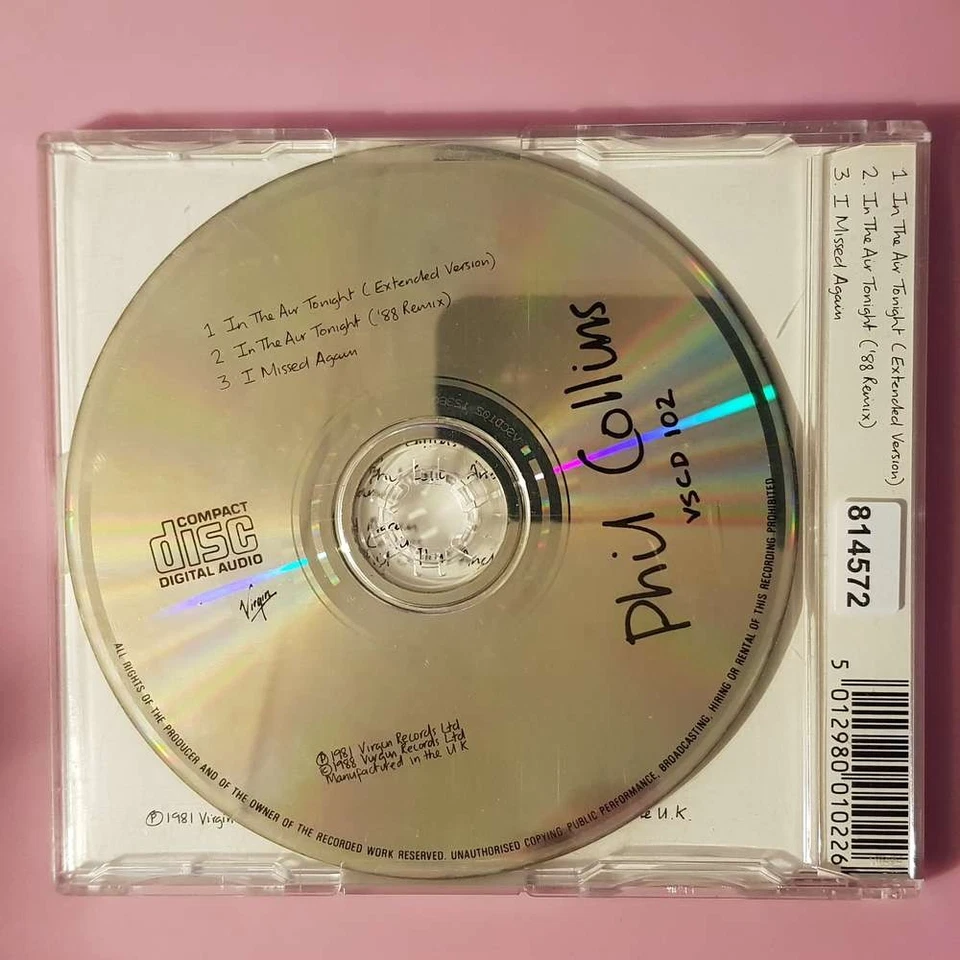 1 In The Air Tonight (Extended Version)
2 In The Air Tonight ('88 Remix)
3 I Missed Again
COMPACT
disc
DIGITAL AUDIO
Virgin
Phil Collins
VSCD 102
Ⓟ1981 Virgin Records Ltd
©1988 Virgin Records Ltd
Manufactured in the U K
ALL RIGHTS OF THE PRODUCER AND OF THE OWNER OF THE RECORDED WORK RESERVED. UNAUTHORISED COPYING, PUBLIC PERFORMANCE, BROADCASTING, HIRING OR RENTAL OF THIS RECORDING PROHIBITED
Ⓟ1981 Virgin
U.K.
1. In The Air Tonight (Extended Version)
2. In The Air Tonight ('88 Remix)
3. I Missed Again
814572
5 012980 010226